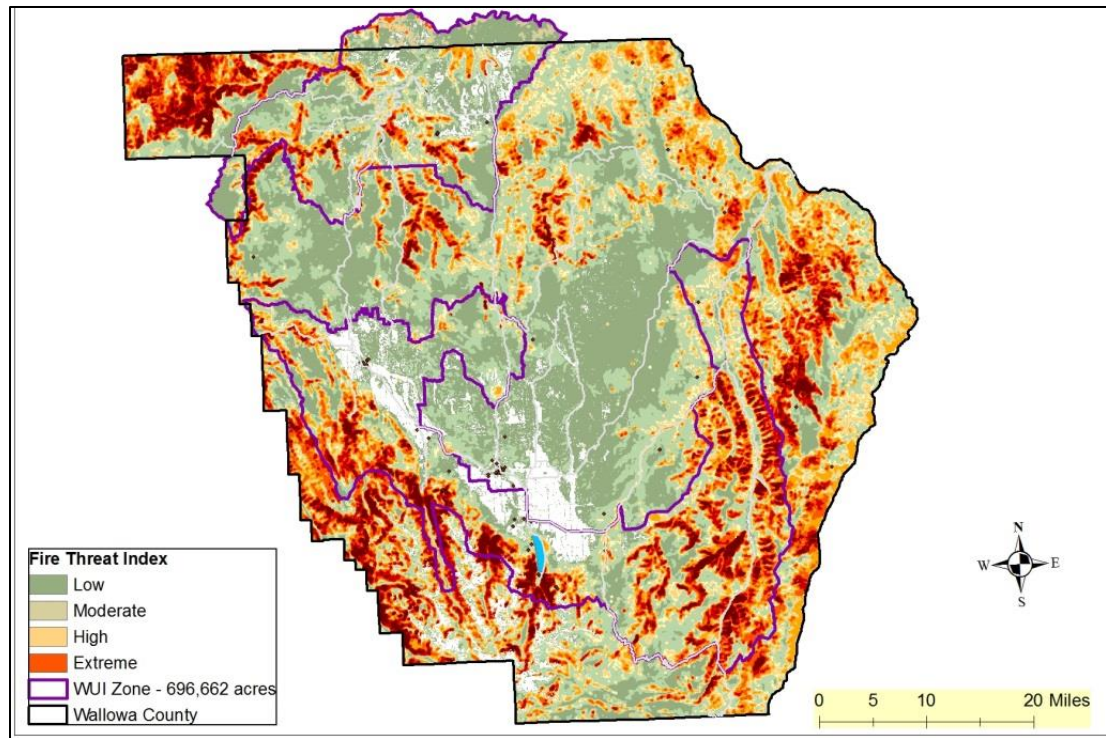 Fire Threat Index
Low
Moderate
High
Extreme
WUI Zone - 696,662 acres
Wallowa County
N
W E
S
0 5 10 20 Miles